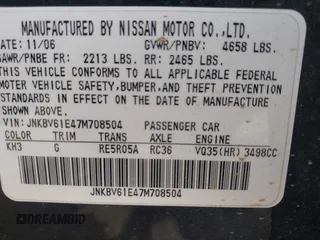 MANUFACTURED BY NISSAN MOTOR CO.,LTD.
DATE: 11/06 GVWR/PNBV: 4658 LBS.
GAWR/PNBE FR: 2213 LBS. RR: 2465 LBS.
THIS VEHICLE CONFORMS TO ALL APPLICABLE FEDERAL
MOTOR VEHICLE SAFETY, BUMPER, AND THEFT PREVENTION
STANDARDS IN EFFECT ON THE DATE OF MANUFACTURE
SHOWN ABOVE.
VIN: JNKBV61E47M708504 PASSENGER CAR
COLOR TRIM TRANS AXLE ENGINE
KH3 G RE5R05A RC36 VQ35(HR) 3498CC
JNKBV61E47M708504
DREAMBID